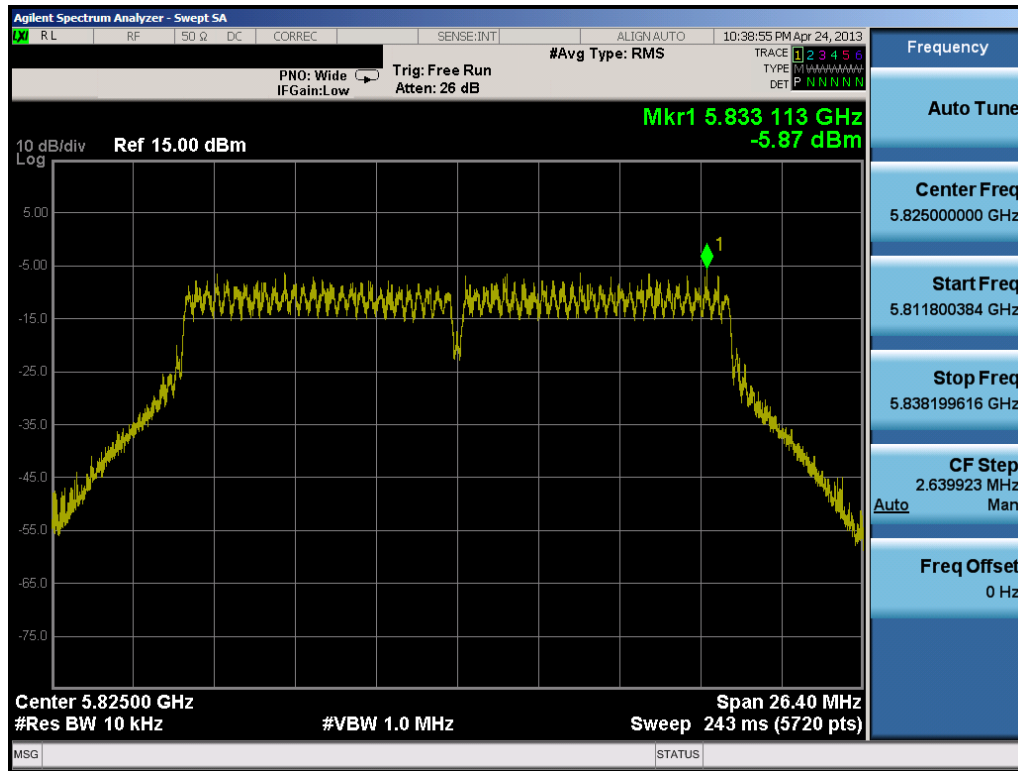 Agilent Spectrum Analyzer - Swept SA
LXI RL RF 50 Ω DC CORREC SENSE:INT ALIGN AUTO 10:38:55 PM Apr 24, 2013
#Avg Type: RMS TRACE 1 2 3 4 5 6
PNO: Wide Trig: Free Run TYPE M W W W W W
IFGain:Low Atten: 26 dB DET P N N N N N
Mkr1 5.833 113 GHz
-5.87 dBm
10 dB/div Ref 15.00 dBm
Log
5.00
-5.00
-15.0
-25.0
-35.0
-45.0
-55.0
-65.0
-75.0
1
Center 5.82500 GHz Span 26.40 MHz
#Res BW 10 kHz #VBW 1.0 MHz Sweep 243 ms (5720 pts)
MSG STATUS
Frequency
Auto Tune
Center Freq
5.825000000 GHz
Start Freq
5.811800384 GHz
Stop Freq
5.838199616 GHz
CF Step
2.639923 MHz
Auto Man
Freq Offset
0 Hz